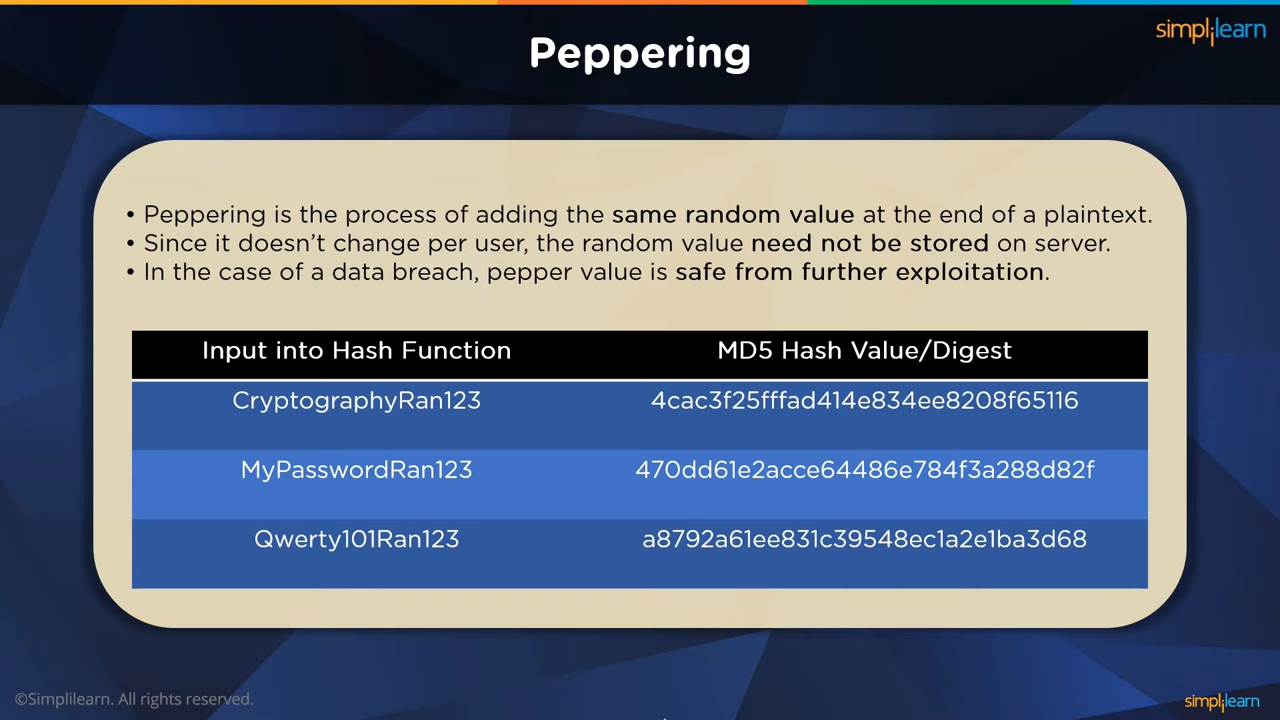 Peppering
simplilearn
• Peppering is the process of adding the same random value at the end of a plaintext.
• Since it doesn’t change per user, the random value need not be stored on server.
• In the case of a data breach, pepper value is safe from further exploitation.
Input into Hash Function MD5 Hash Value/Digest
CryptographyRan123 4cac3f25fffad414e834ee8208f65116
MyPasswordRan123 470dd61e2acce64486e784f3a288d82f
Qwerty101Ran123 a8792a61ee831c39548ec1a2e1ba3d68
©Simplilearn. All rights reserved.
simplilearn